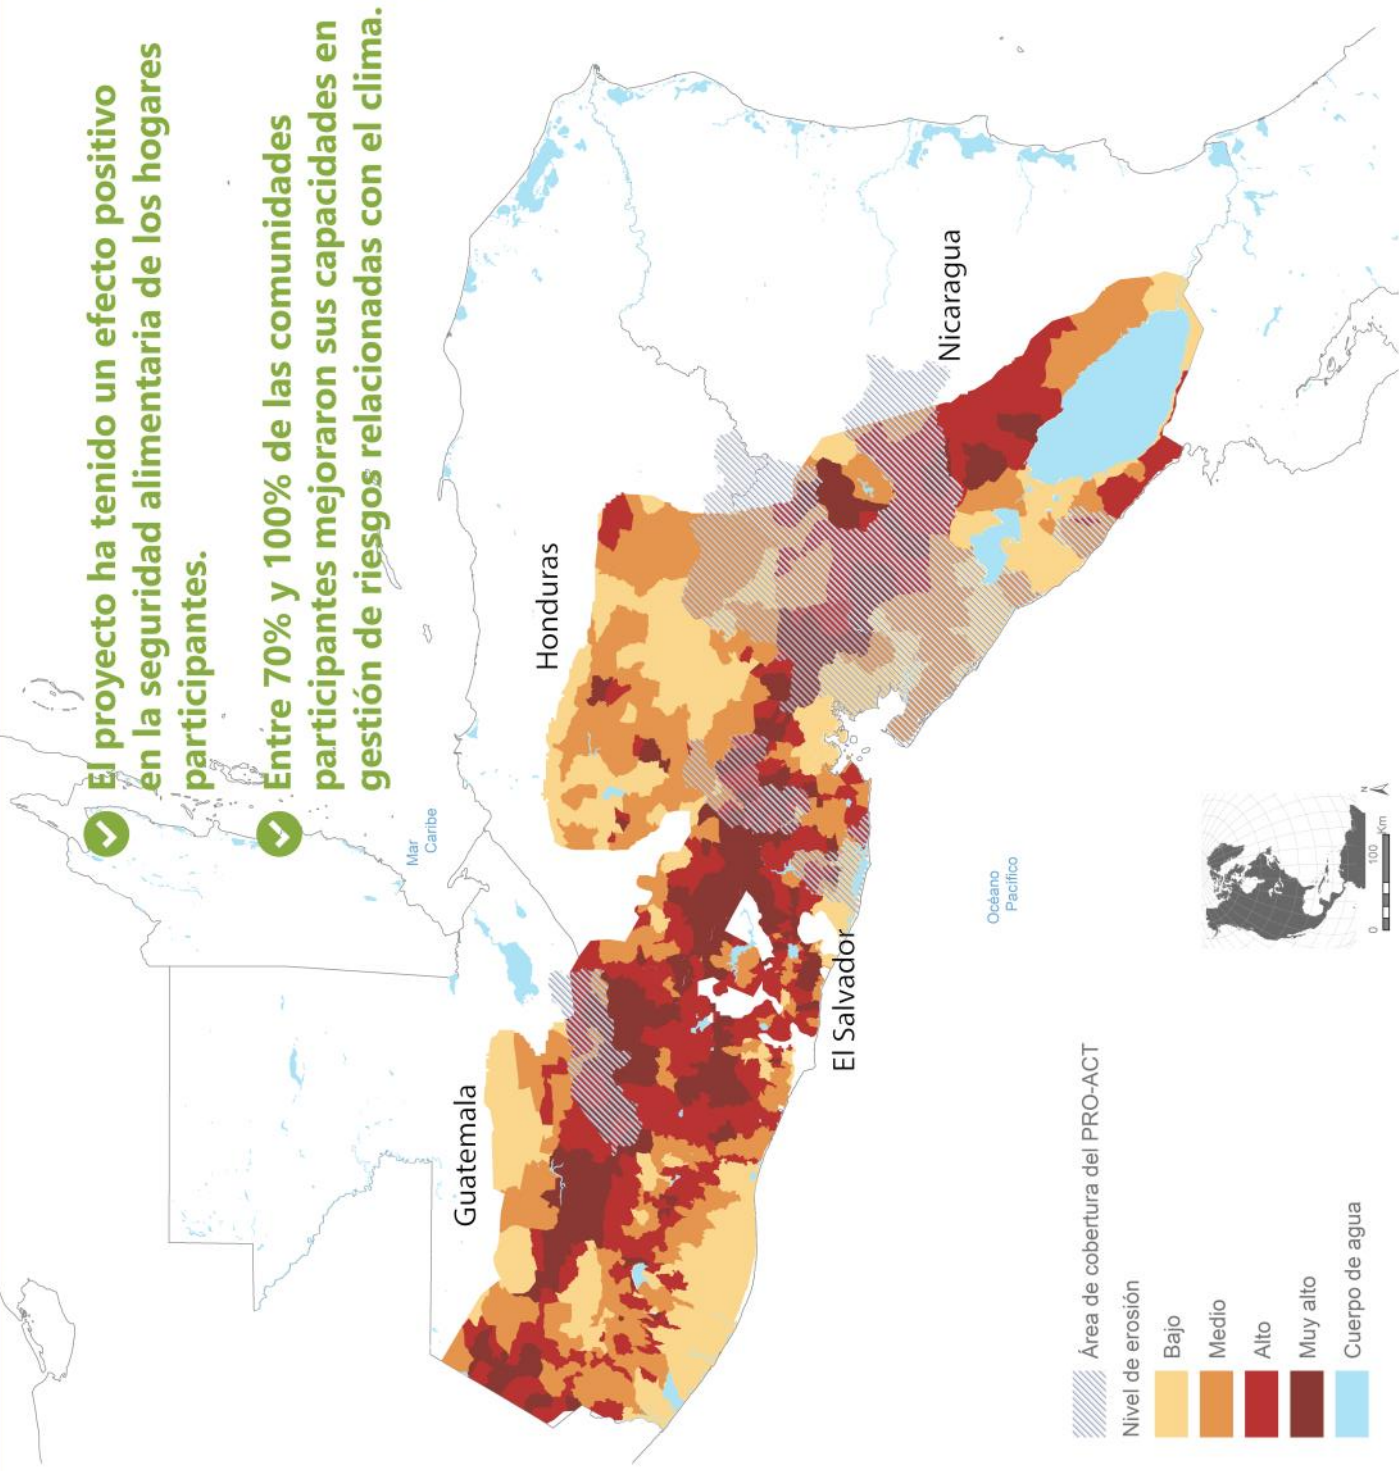 El proyecto ha tenido un efecto positivo
en la seguridad alimentaria de los hogares
participantes.
Entre 70% y 100% de las comunidades
participantes mejoraron sus capacidades en
gestión de riesgos relacionadas con el clima.
Mar
Caribe
Guatemala
Honduras
El Salvador
Nicaragua
Océano
Pacífico
Área de cobertura del PRO-ACT
Nivel de erosión
Bajo
Medio
Alto
Muy alto
Cuerpo de agua
N
0 100 Km